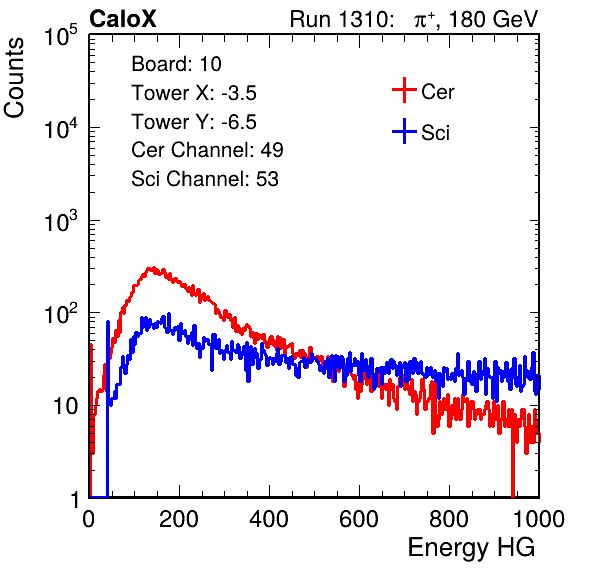 CaloX Run 1310: π⁺, 180 GeV
Counts
10⁵
10⁴
10³
10²
10
1
Board: 10
Tower X: -3.5
Tower Y: -6.5
Cer Channel: 49
Sci Channel: 53
Cer
Sci
0 200 400 600 800 1000
Energy HG